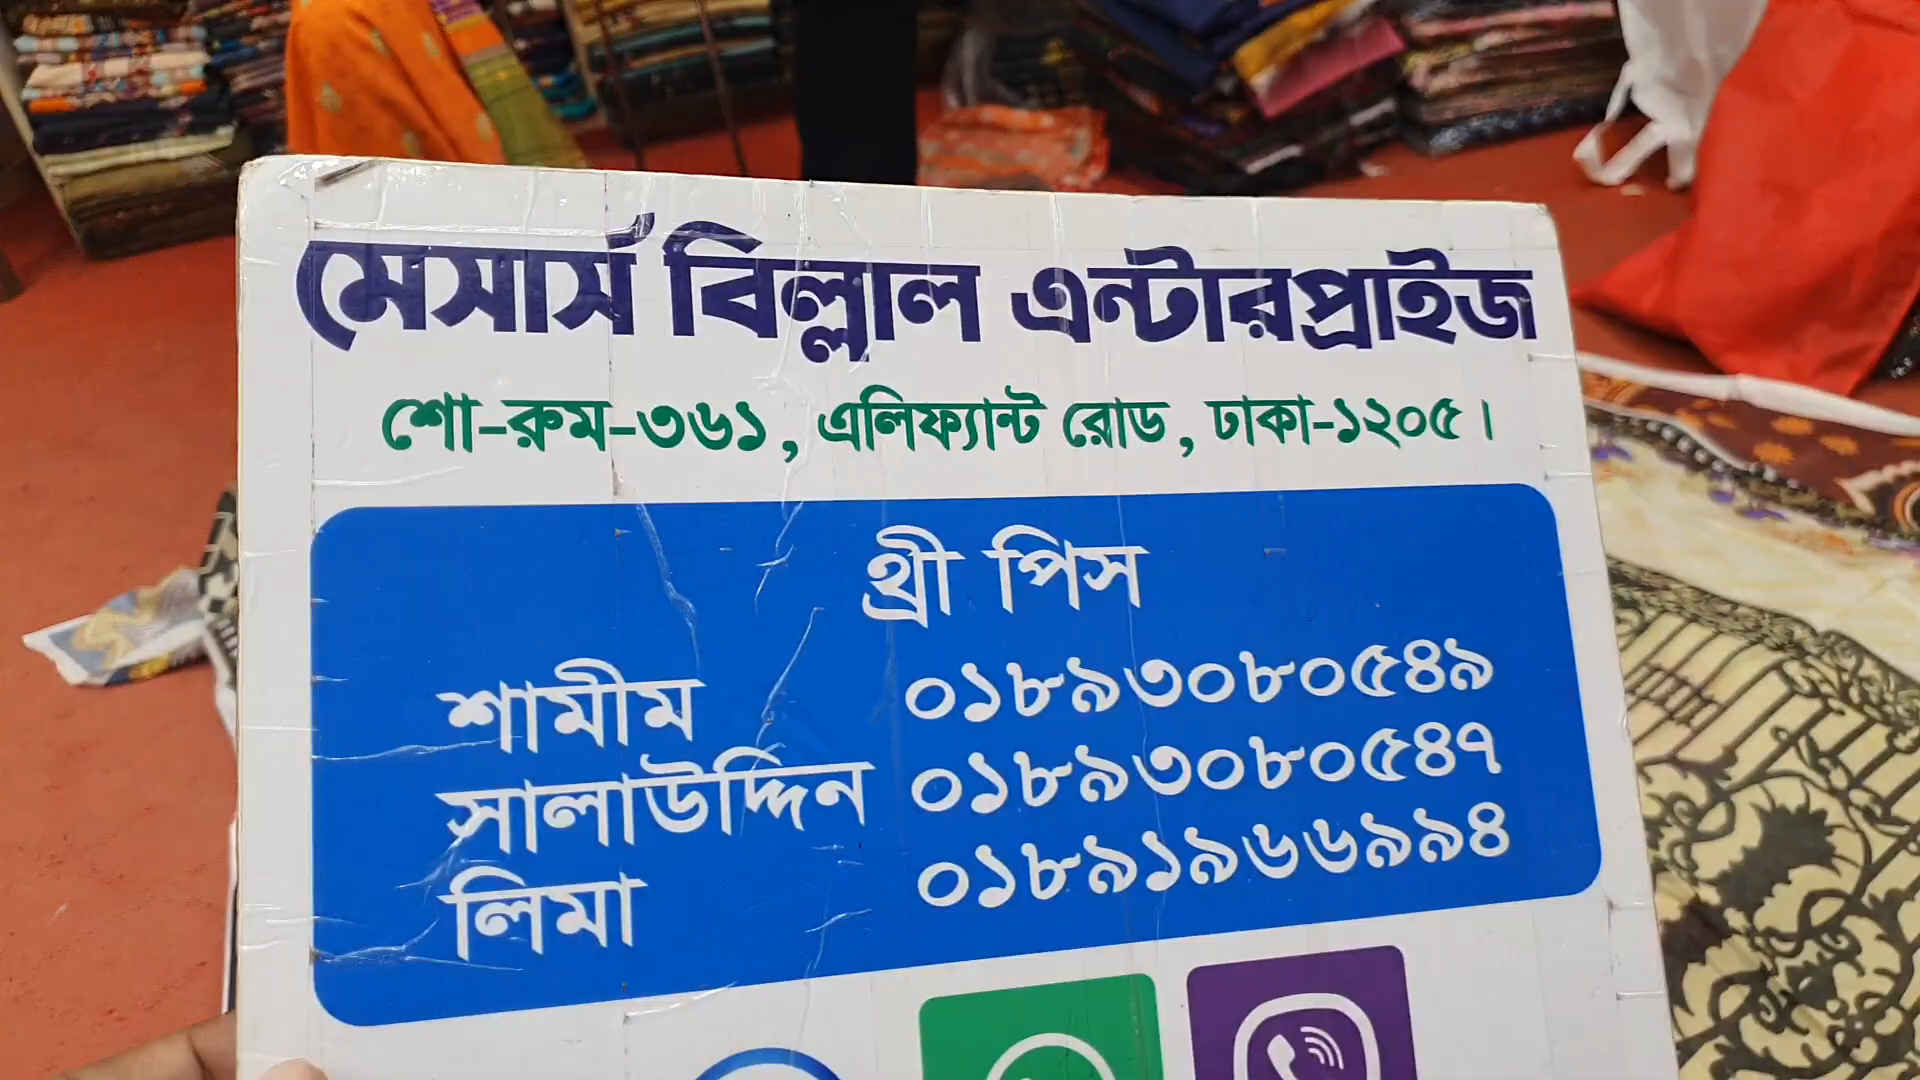 মেসার্স বিল্লাল এন্টারপ্রাইজ
শো-রুম-৩৬১, এলিফ্যান্ট রোড, ঢাকা-১২০৫।
থ্রী পিস
শামীম ০১৮৯৩০৮০৫৪৯
সালাউদ্দিন ০১৮৯৩০৮০৫৪৭
লিমা ০১৮৯১৯৬৬৯৯৪